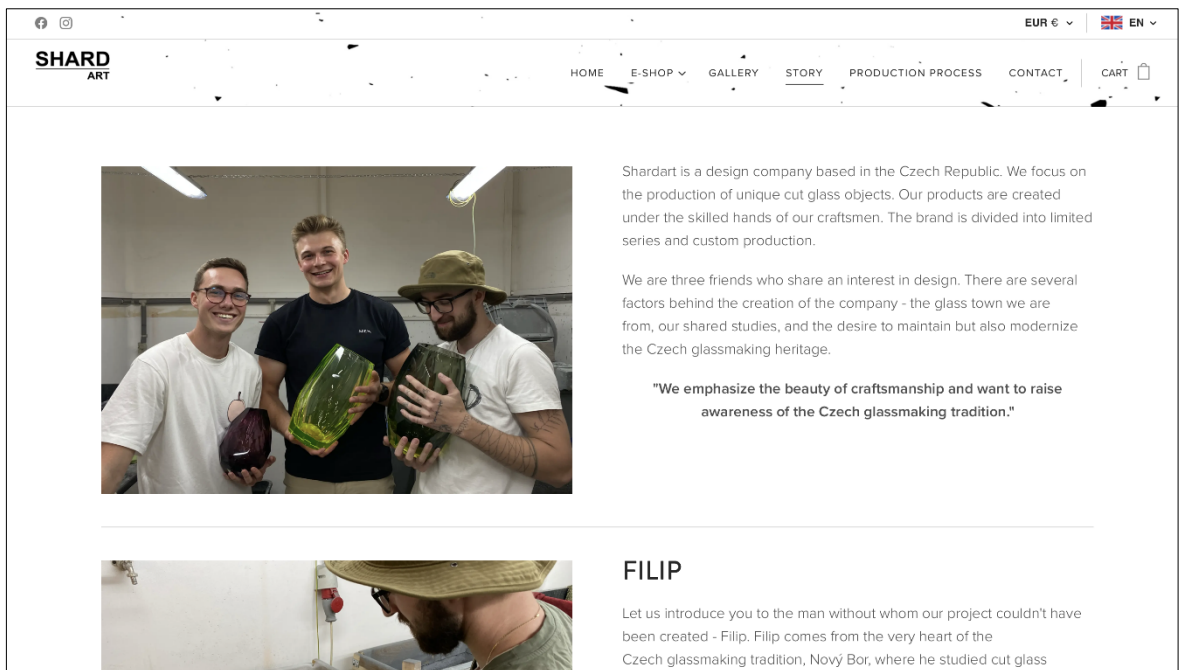 EUR €
EN
SHARD
ART
HOME
E-SHOP
GALLERY
STORY
PRODUCTION PROCESS
CONTACT
CART
Shardart is a design company based in the Czech Republic. We focus on
the production of unique cut glass objects. Our products are created
under the skilled hands of our craftsmen. The brand is divided into limited
series and custom production.
We are three friends who share an interest in design. There are several
factors behind the creation of the company - the glass town we are
from, our shared studies, and the desire to maintain but also modernize
the Czech glassmaking heritage.
"We emphasize the beauty of craftsmanship and want to raise
awareness of the Czech glassmaking tradition."
FILIP
Let us introduce you to the man without whom our project couldn't have
been created - Filip. Filip comes from the very heart of the
Czech glassmaking tradition, Nový Bor, where he studied cut glass